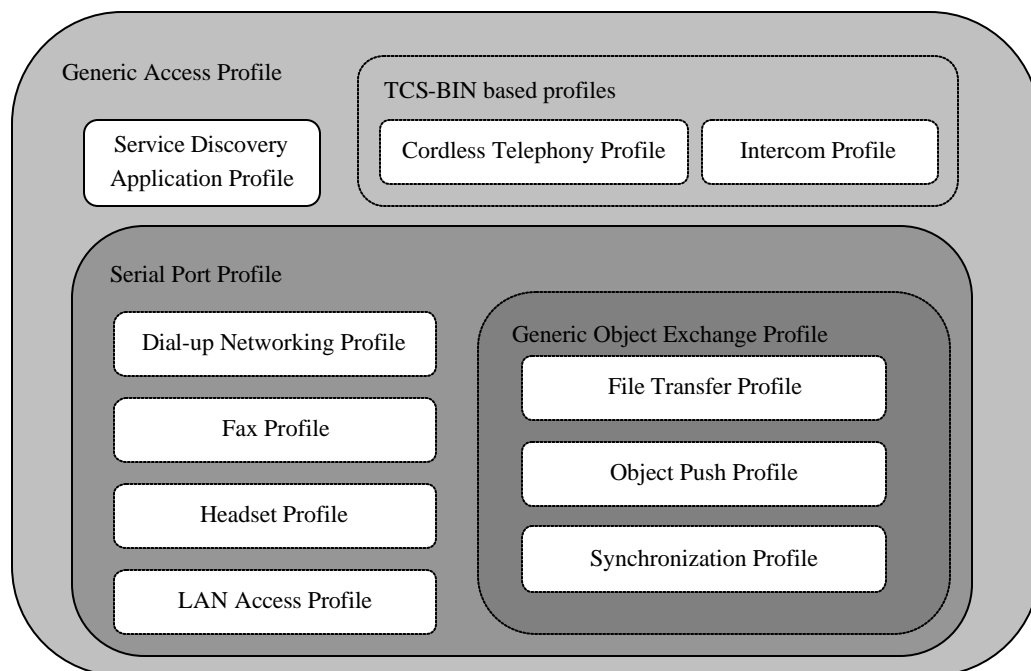 Generic Access Profile
TCS-BIN based profiles
Service Discovery
Application Profile
Cordless Telephony Profile
Intercom Profile
Serial Port Profile
Dial-up Networking Profile
Fax Profile
Headset Profile
LAN Access Profile
Generic Object Exchange Profile
File Transfer Profile
Object Push Profile
Synchronization Profile